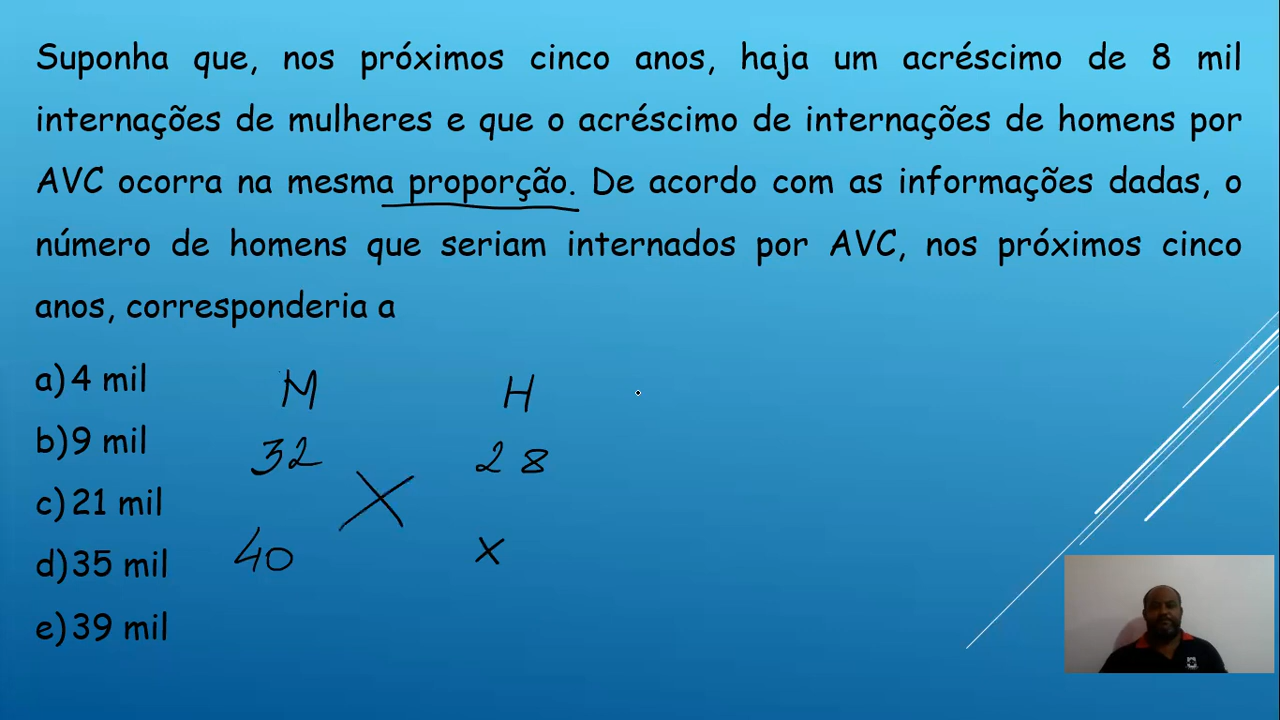 Suponha que, nos próximos cinco anos, haja um acréscimo de 8 mil
internações de mulheres e que o acréscimo de internações de homens por
AVC ocorra na mesma proporção. De acordo com as informações dadas, o
número de homens que seriam internados por AVC, nos próximos cinco
anos, corresponderia a
a) 4 mil
b) 9 mil
c) 21 mil
d) 35 mil
e) 39 mil
M H
32 28
40 x